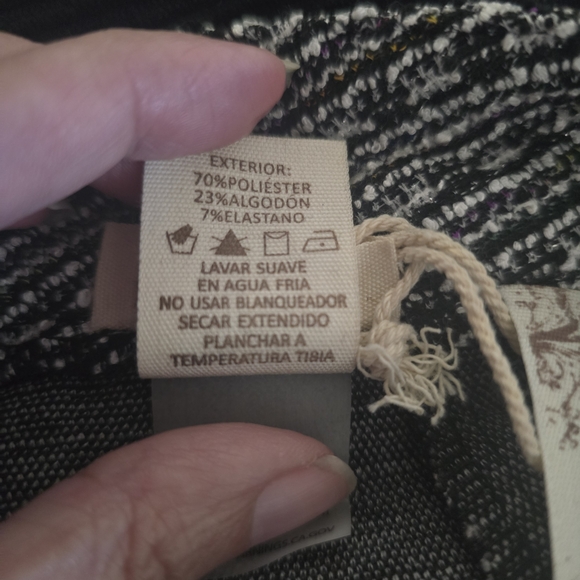 EXTERIOR:
70%POLIÉSTER
23%ALGODÓN
7%ELASTANO
LAVAR SUAVE
EN AGUA FRIA
NO USAR BLANQUEADOR
SECAR EXTENDIDO
PLANCHAR A
TEMPERATURA TIBIA